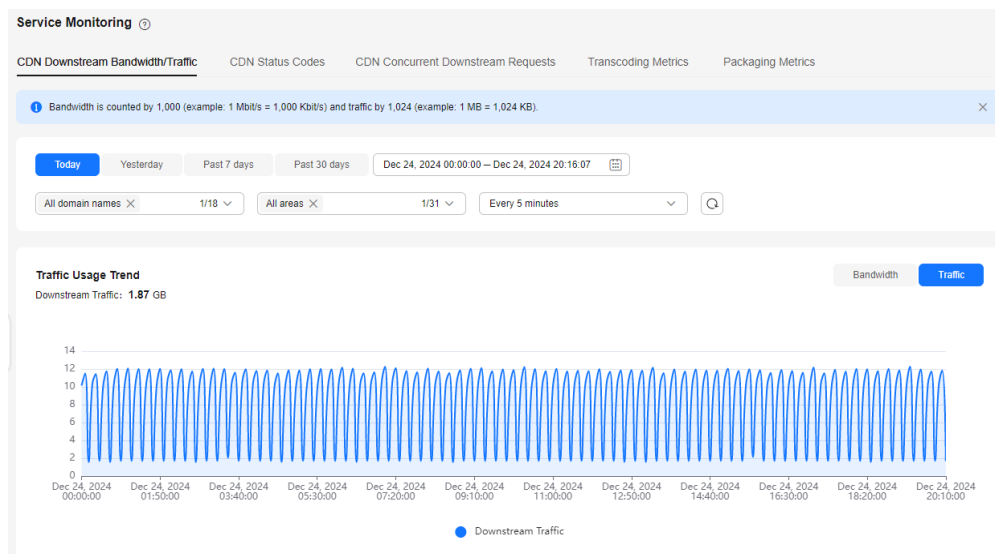 Service Monitoring ?
CDN Downstream Bandwidth/Traffic CDN Status Codes CDN Concurrent Downstream Requests Transcoding Metrics Packaging Metrics
Bandwidth is counted by 1,000 (example: 1 Mbit/s = 1,000 Kbit/s) and traffic by 1,024 (example: 1 MB = 1,024 KB).
Today Yesterday Past 7 days Past 30 days Dec 24, 2024 00:00:00 — Dec 24, 2024 20:16:07
All domain names 1/18 All areas 1/31 Every 5 minutes
Traffic Usage Trend Bandwidth Traffic
Downstream Traffic: 1.87 GB
14
12
10
8
6
4
2
0
Dec 24, 2024 Dec 24, 2024 Dec 24, 2024 Dec 24, 2024 Dec 24, 2024 Dec 24, 2024 Dec 24, 2024 Dec 24, 2024 Dec 24, 2024 Dec 24, 2024 Dec 24, 2024 Dec 24, 2024
00:00:00 01:50:00 03:40:00 05:30:00 07:20:00 09:10:00 11:00:00 12:50:00 14:40:00 16:30:00 18:20:00 20:10:00
Downstream Traffic